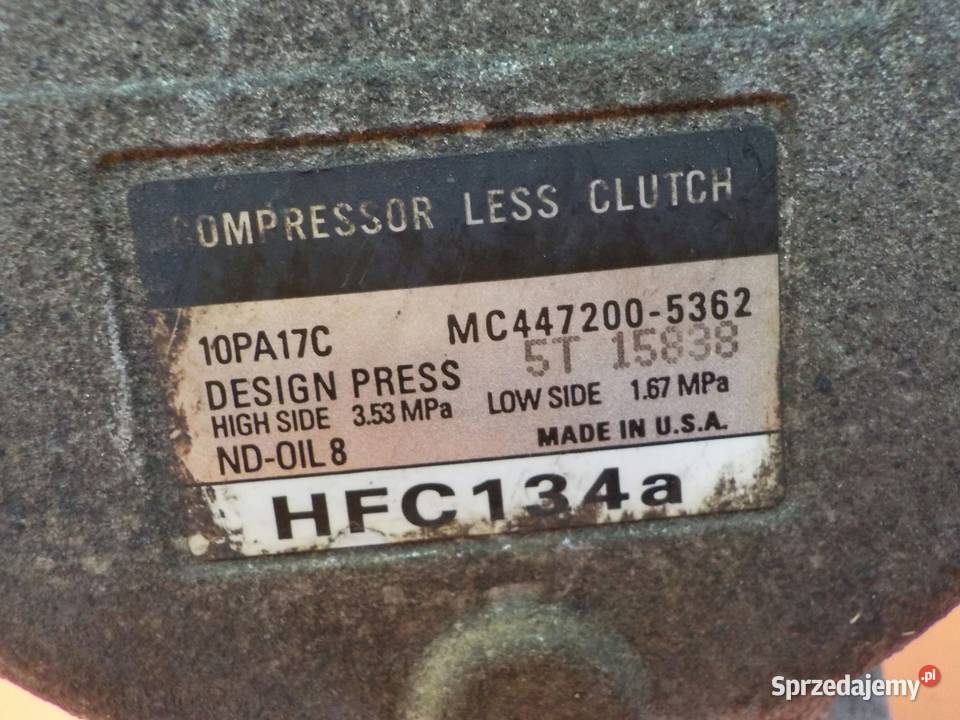 COMPRESSOR LESS CLUTCH
10PA17C MC447200-5362
5T 15838
DESIGN PRESS
HIGH SIDE 3.53 MPa LOW SIDE 1.67 MPa
ND-OIL 8 MADE IN U.S.A.
HFC134a
Sprzedajemy.pl